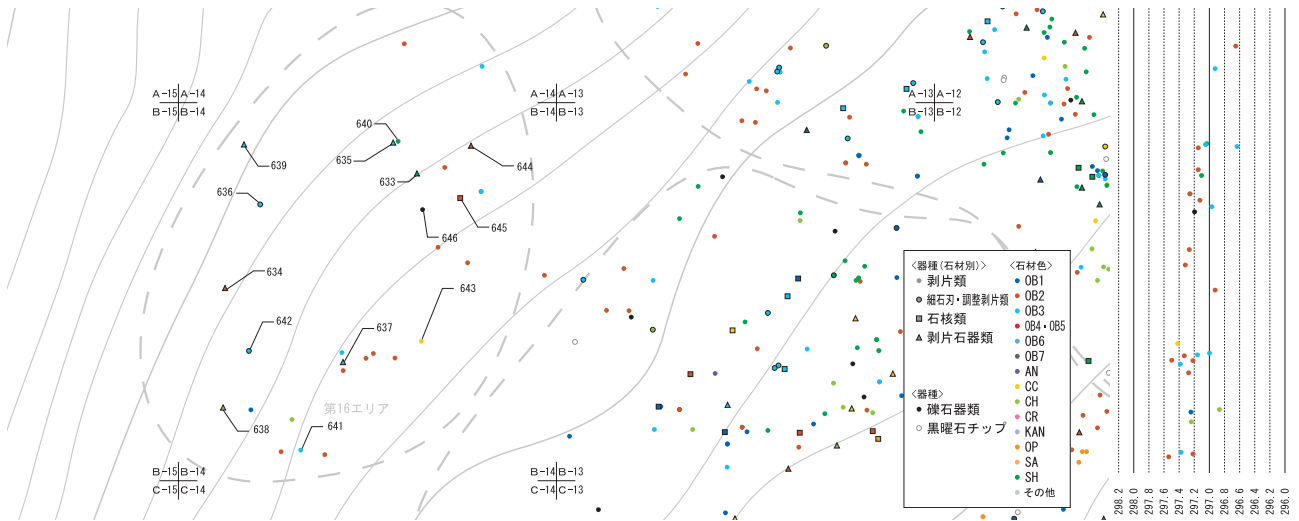 A-15 A-14
B-15 B-14
A-14 A-13
B-14 B-13
A-13 A-12
B-13 B-12
640
639
635
644
633
636
646
645
634
643
642
637
第16エリア
638
641
B-15 B-14
C-15 C-14
B-14 B-13
C-14 C-13
〈器種(石材別)〉
剥片類
細石刃・調整剥片類
石核類
剥片石器類
〈器種〉
礫石器類
黒曜石チップ
〈石材色〉
OB1
OB2
OB3
OB4・OB5
OB6
OB7
AN
CC
CH
CR
KAN
OP
SA
SH
その他
298.2
298.0
297.8
297.6
297.4
297.2
297.0
296.8
296.6
296.4
296.2
296.0